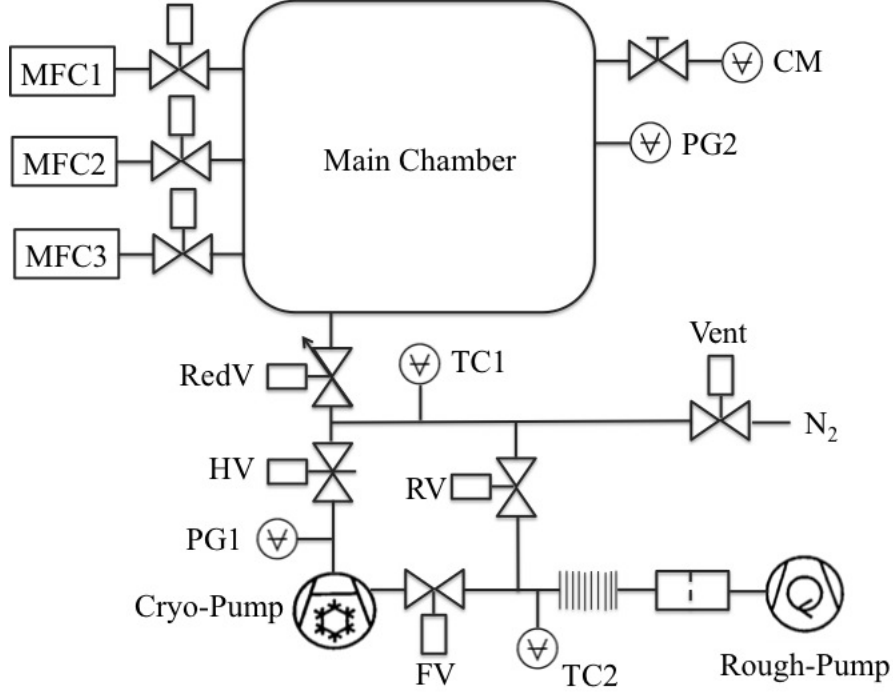 MFC1
CM
Main Chamber
PG2
MFC2
MFC3
Vent
RedV
TC1
N₂
HV
RV
PG1
Cryo-Pump
FV
TC2
Rough-Pump